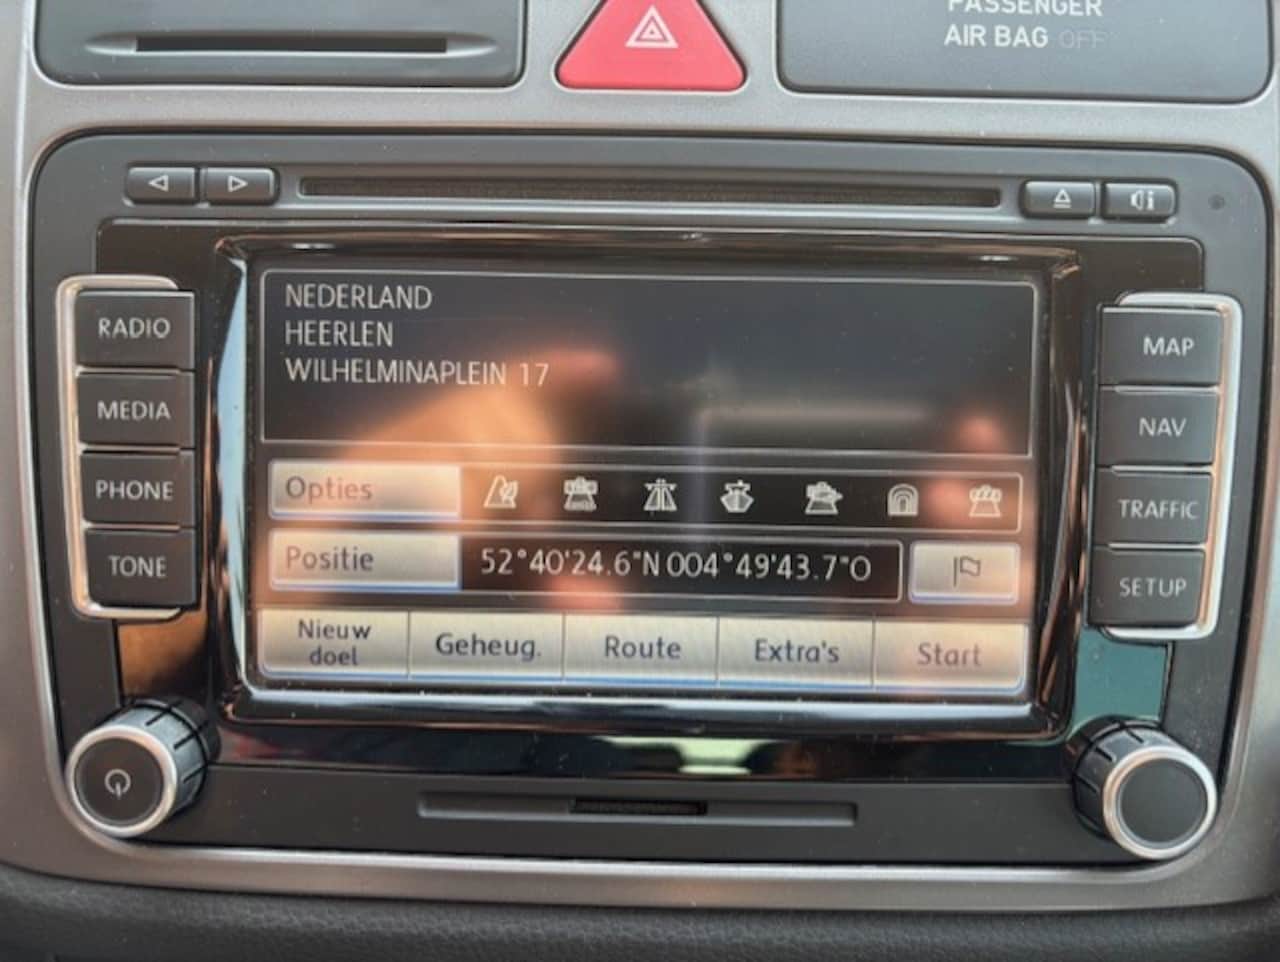 PASSENGER
AIR BAG OFF
NEDERLAND
HEERLEN
WILHELMINAPLEIN 17
RADIO
MEDIA
PHONE
TONE
MAP
NAV
TRAFFIC
SETUP
Opties
Positie
52°40'24.6"N 004°49'43.7"O
Nieuw
doel
Geheug.
Route
Extra's
Start